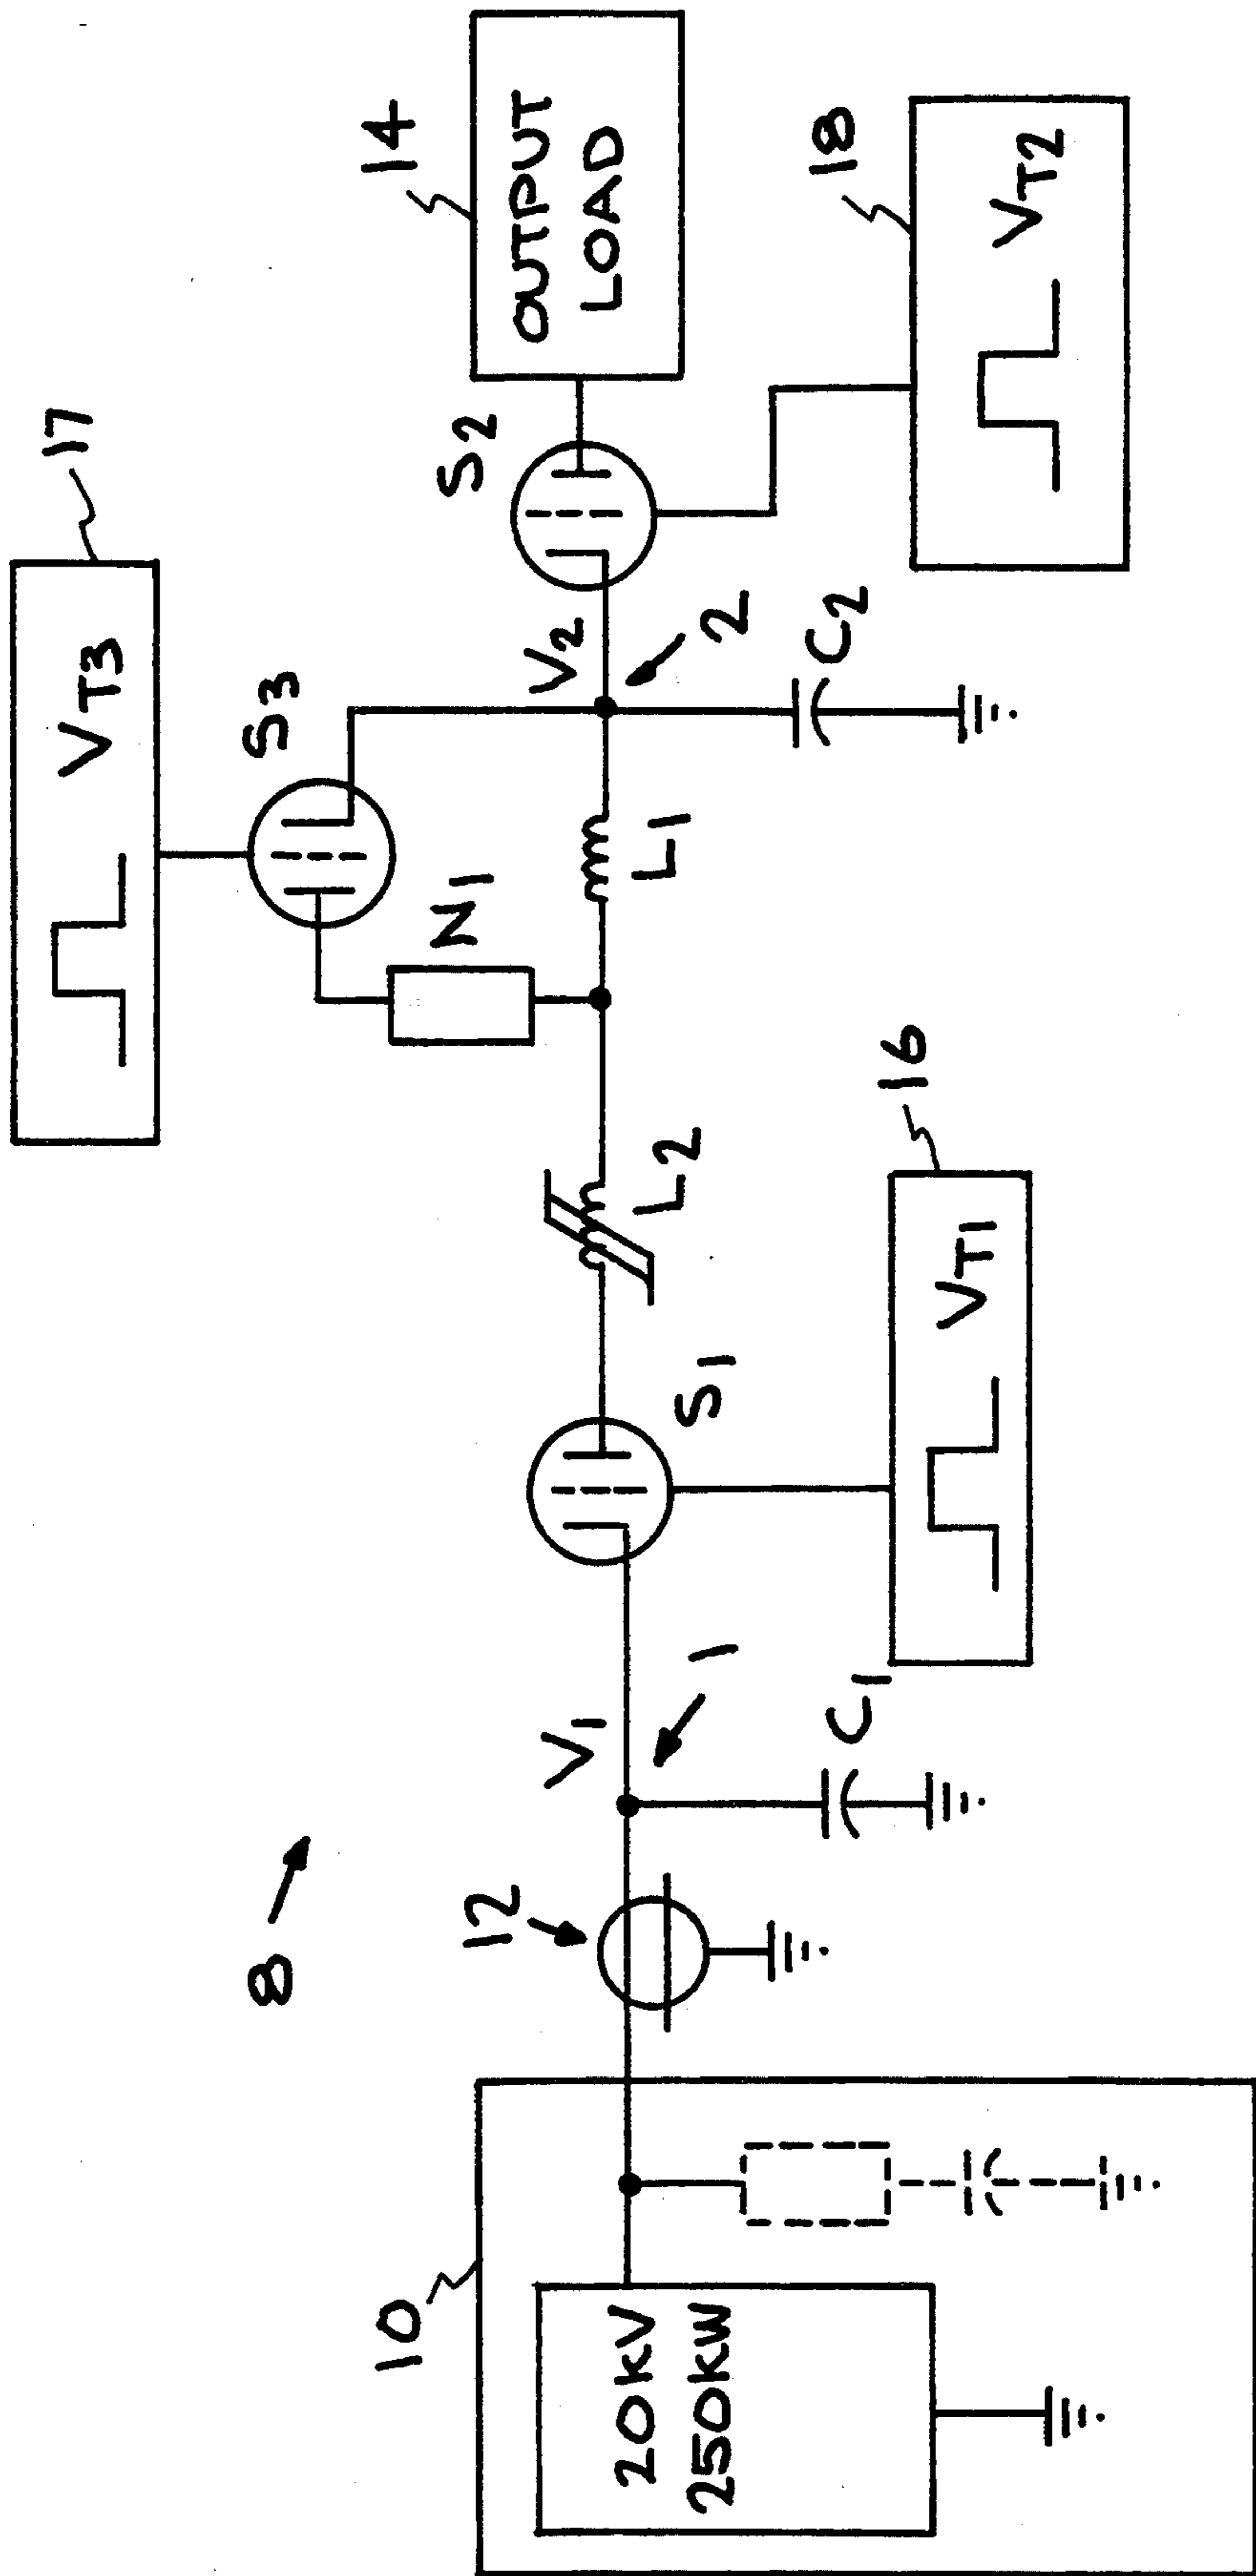 17
VT3
14
OUTPUT
LOAD
S3
S2
N1
V2
2
L2
L1
C2
18
VT2
8
12
V1
1
S1
C1
16
VT1
10
20KV
250KW